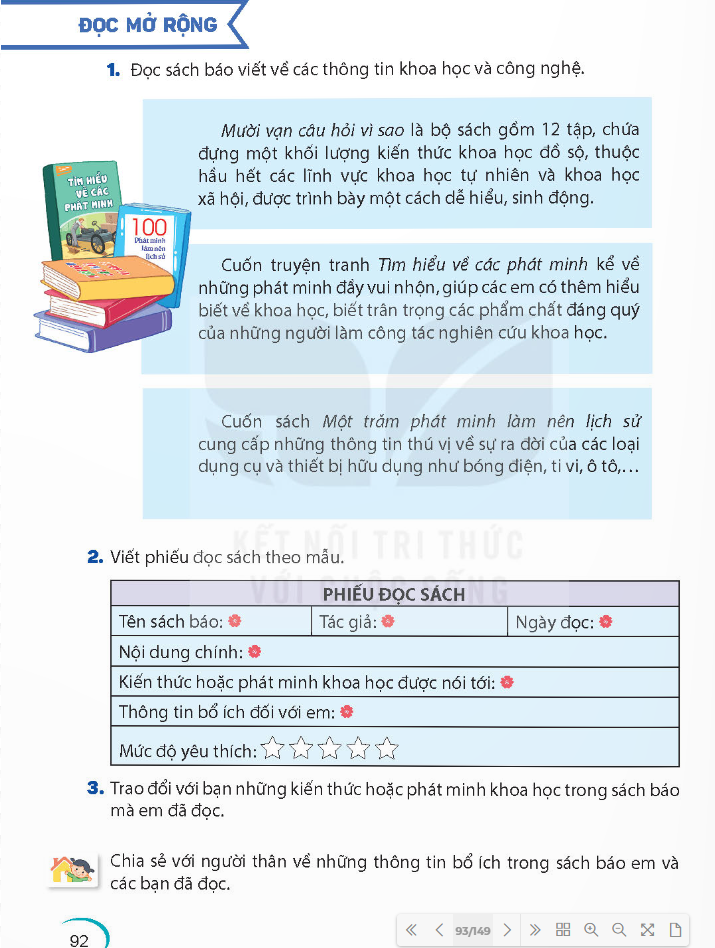 ĐỌC MỞ RỘNG
1. Đọc sách báo viết về các thông tin khoa học và công nghệ.
Mười vạn câu hỏi vì sao là bộ sách gồm 12 tập, chứa
đựng một khối lượng kiến thức khoa học đồ sộ, thuộc
hầu hết các lĩnh vực khoa học tự nhiên và khoa học
xã hội, được trình bày một cách dễ hiểu, sinh động.
TÌM HIỂU
VỀ CÁC
PHÁT MINH
100
Phát minh
làm nên
lịch sử
Cuốn truyện tranh Tìm hiểu về các phát minh kể về
những phát minh đầy vui nhộn, giúp các em có thêm hiểu
biết về khoa học, biết trân trọng các phẩm chất đáng quý
của những người làm công tác nghiên cứu khoa học.
Cuốn sách Một trăm phát minh làm nên lịch sử
cung cấp những thông tin thú vị về sự ra đời của các loại
dụng cụ và thiết bị hữu dụng như bóng điện, ti vi, ô tô,...
KẾT NỐI TRI THỨC
VỚI CUỘC SỐNG
2. Viết phiếu đọc sách theo mẫu.
PHIẾU ĐỌC SÁCH
Tên sách báo: Tác giả: Ngày đọc:
Nội dung chính:
Kiến thức hoặc phát minh khoa học được nói tới:
Thông tin bổ ích đối với em:
Mức độ yêu thích:
3. Trao đổi với bạn những kiến thức hoặc phát minh khoa học trong sách báo
mà em đã đọc.
Chia sẻ với người thân về những thông tin bổ ích trong sách báo em và
các bạn đã đọc.
92
93/149